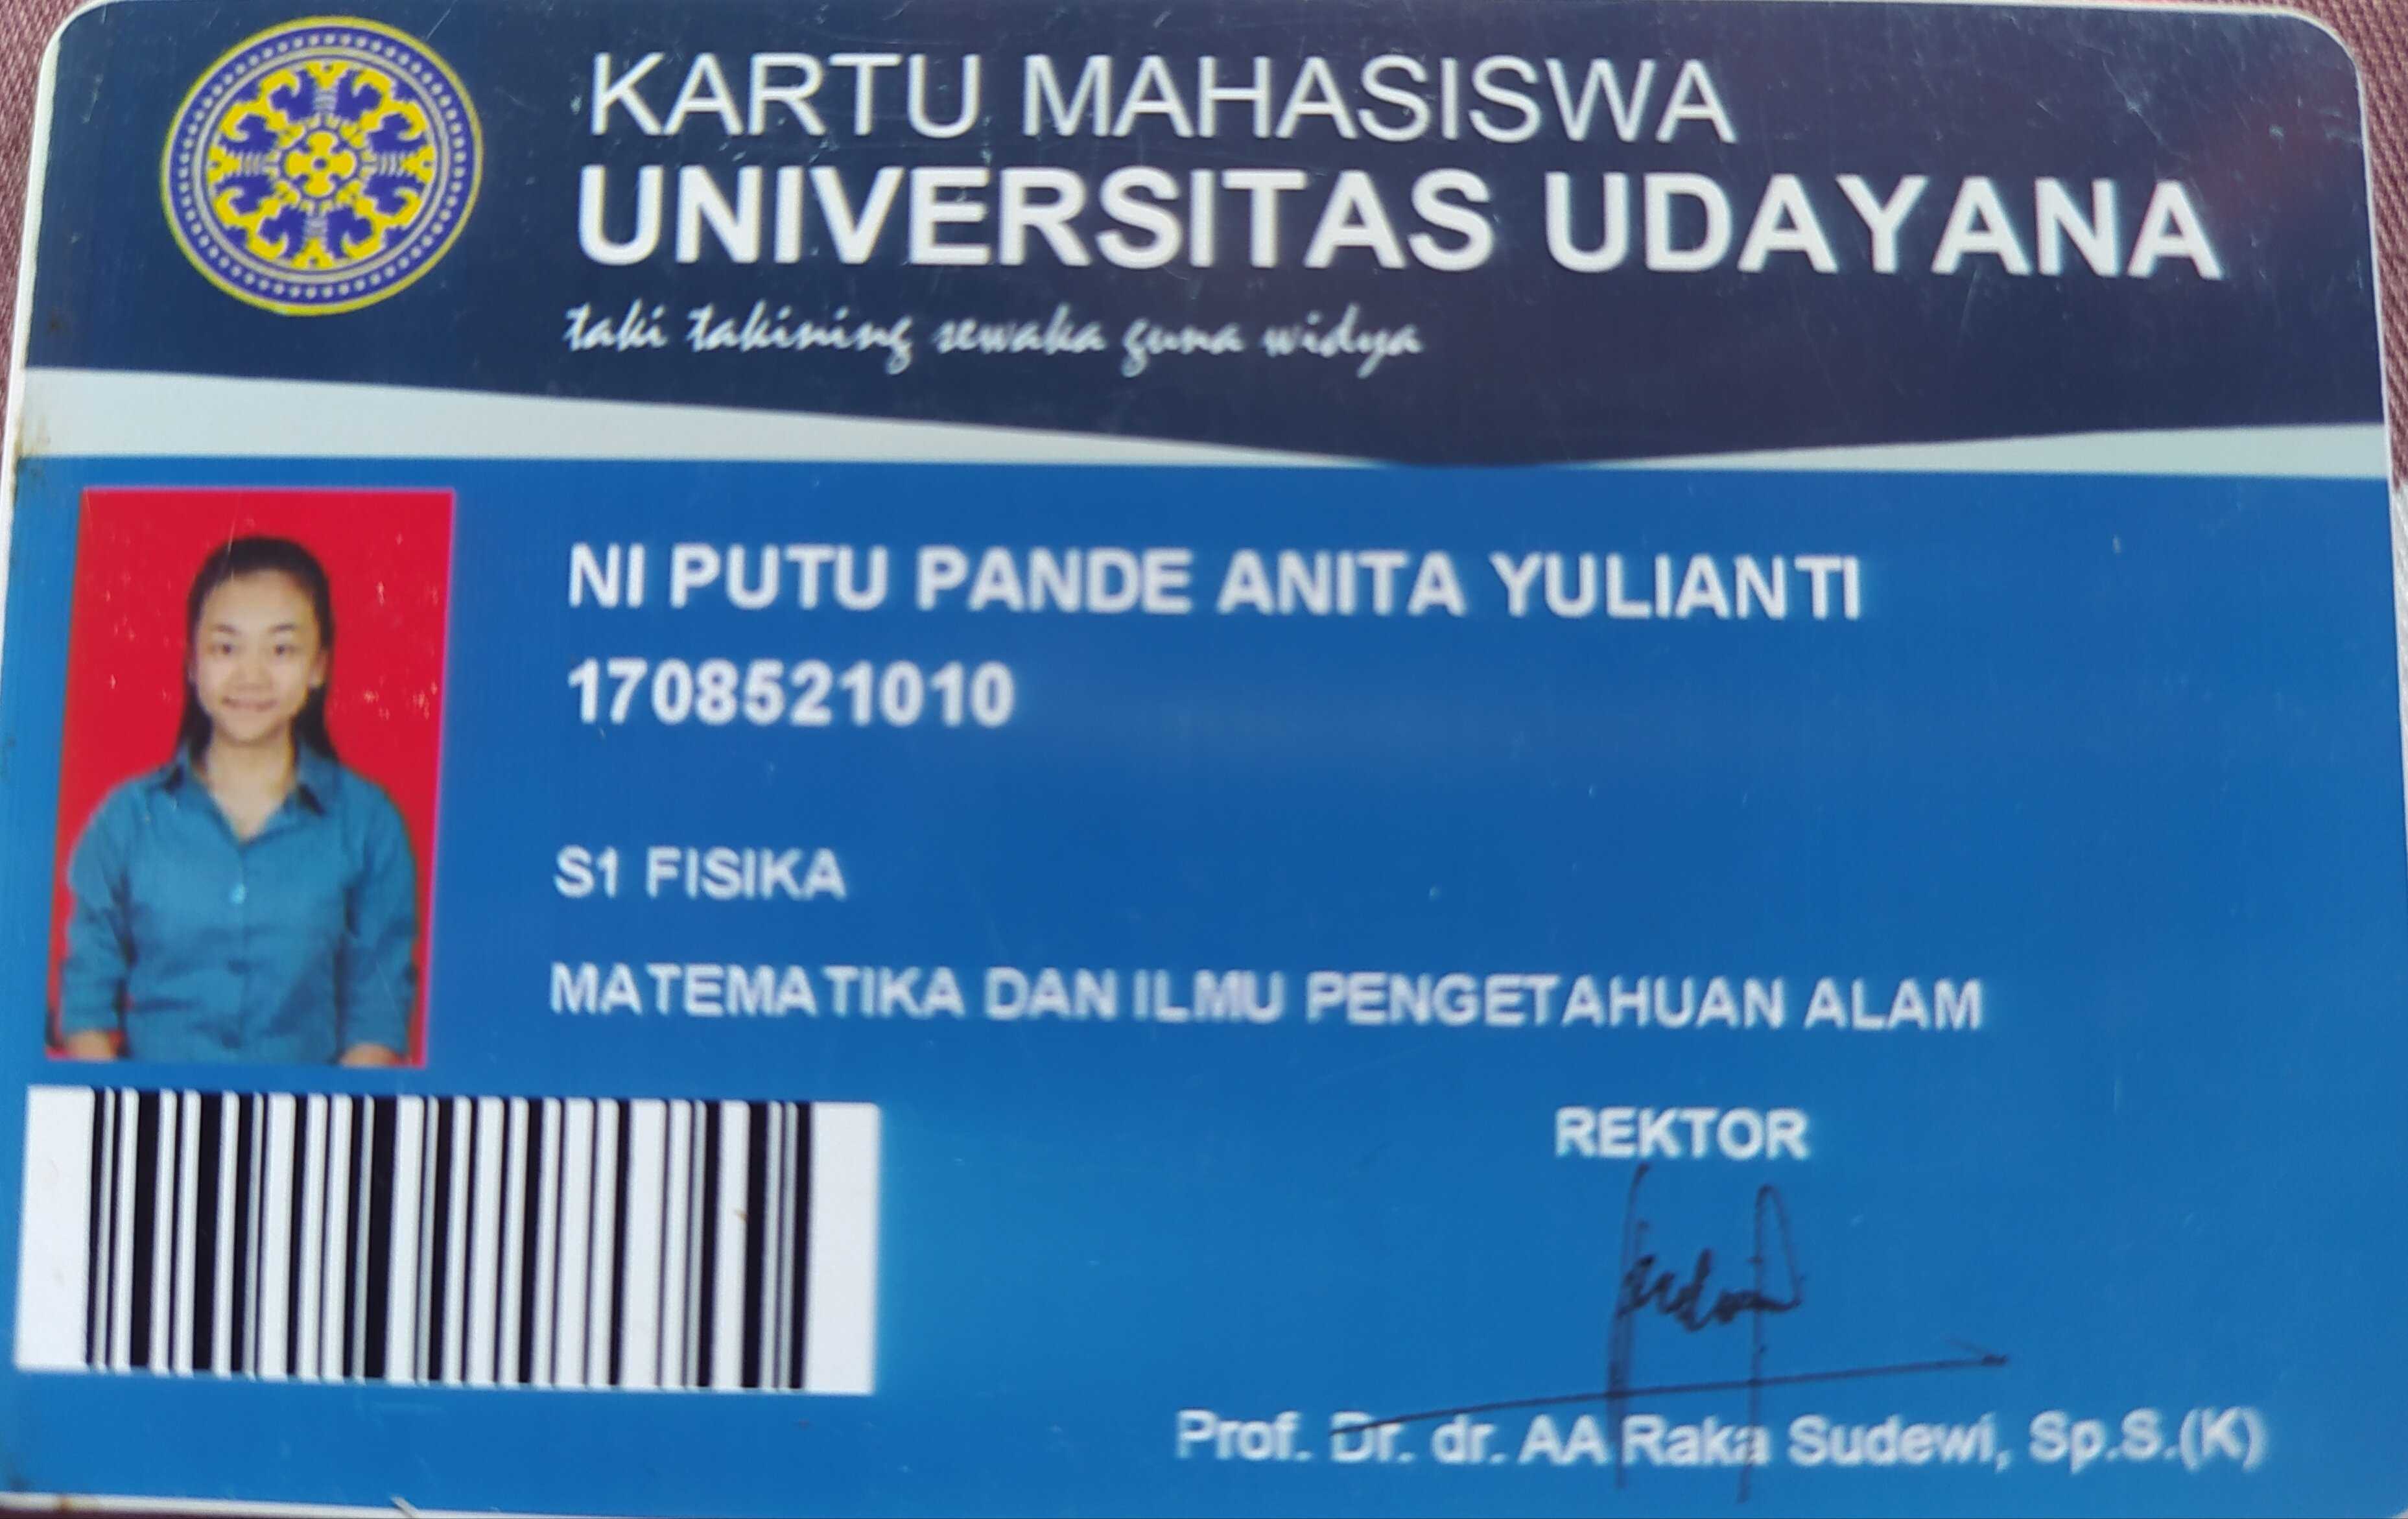 KARTU MAHASISWA
UNIVERSITAS UDAYANA
taki takining sewaka guna widya
NI PUTU PANDE ANITA YULIANTI
1708521010
S1 FISIKA
MATEMATIKA DAN ILMU PENGETAHUAN ALAM
REKTOR
Prof. Dr. dr. AA Raka Sudewi, Sp.S.(K)